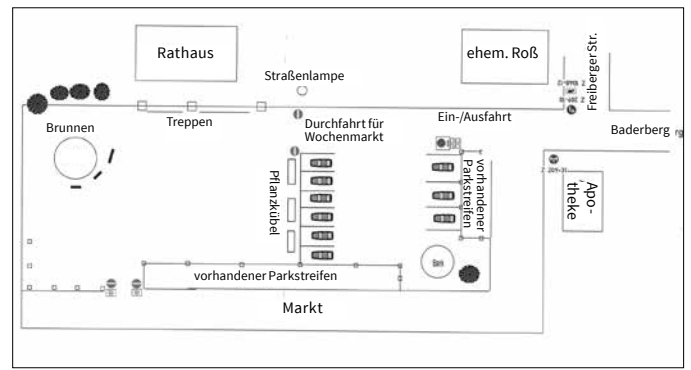 Rathaus
ehem. Roß
Freiberger Str.
Straßenlampe
Ein-/Ausfahrt
Brunnen
Treppen
Durchfahrt für
Wochenmarkt
Baderberg
Pflanzkübel
vorhandener
Parkstreifen
Apo-
theke
vorhandener Parkstreifen
Markt